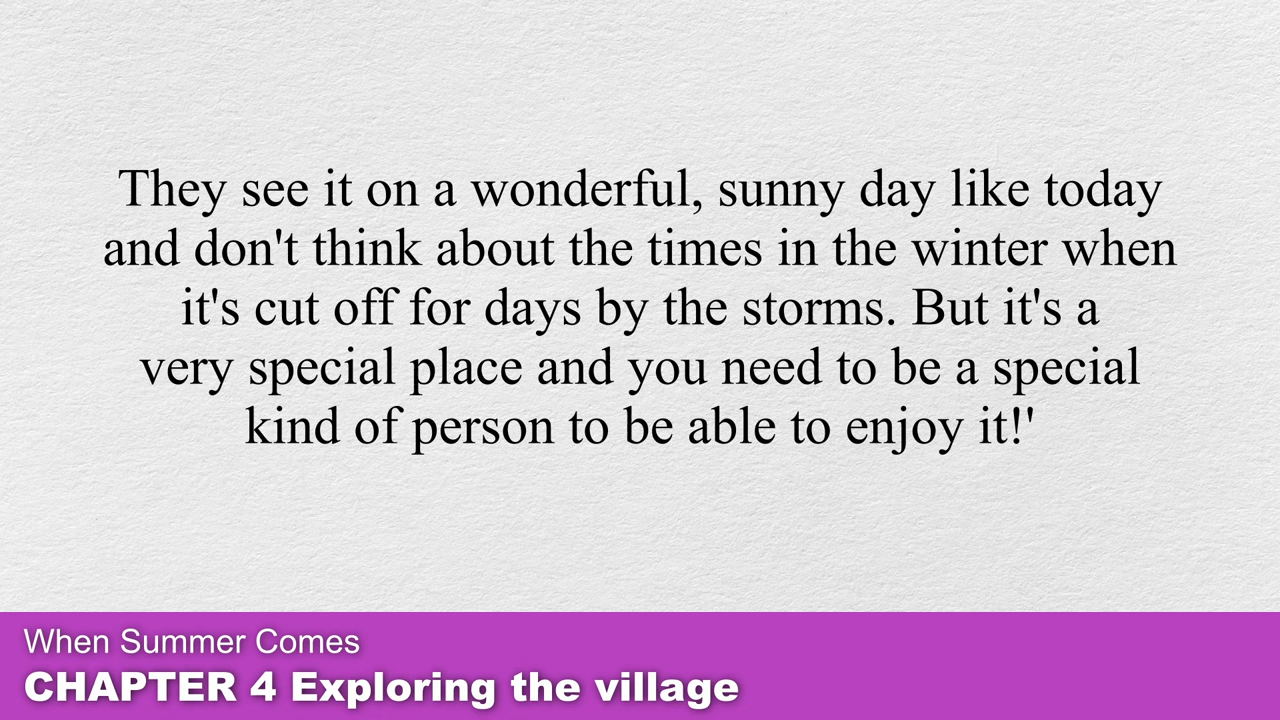 They see it on a wonderful, sunny day like today
and don't think about the times in the winter when
it's cut off for days by the storms. But it's a
very special place and you need to be a special
kind of person to be able to enjoy it!'
When Summer Comes
CHAPTER 4 Exploring the village